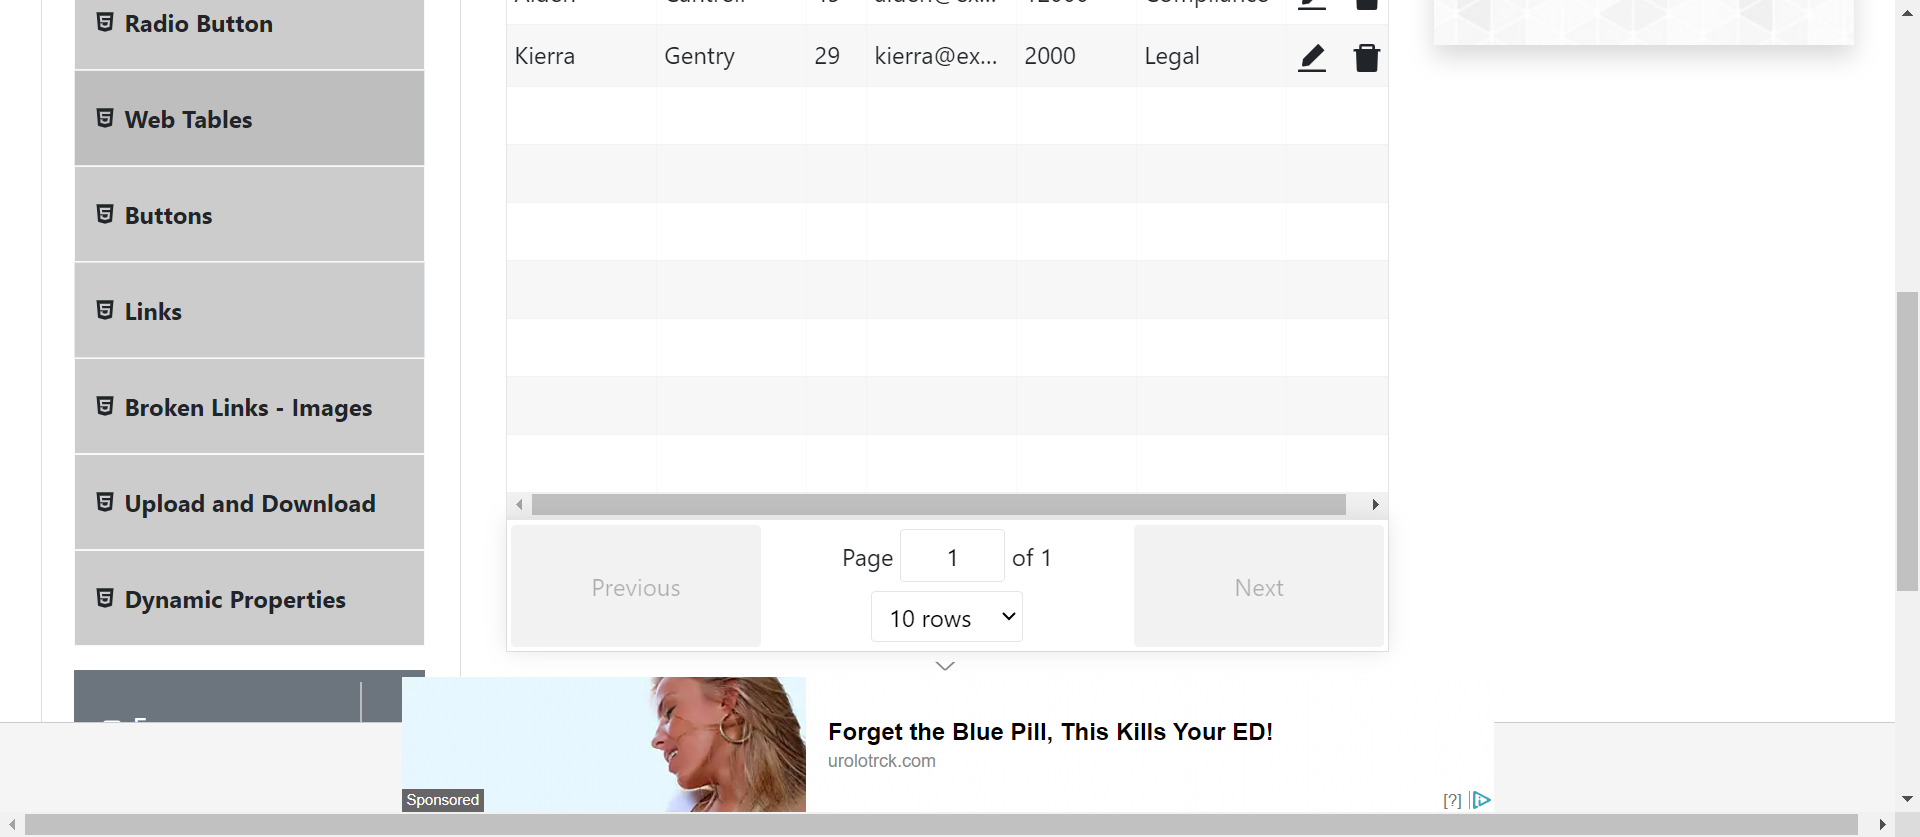 Radio Button
Web Tables
Buttons
Links
Broken Links - Images
Upload and Download
Dynamic Properties
Kierra Gentry 29 kierra@ex... 2000 Legal
Previous
Page 1 of 1
10 rows
Next
Sponsored
Forget the Blue Pill, This Kills Your ED!
urolotrck.com
[?]